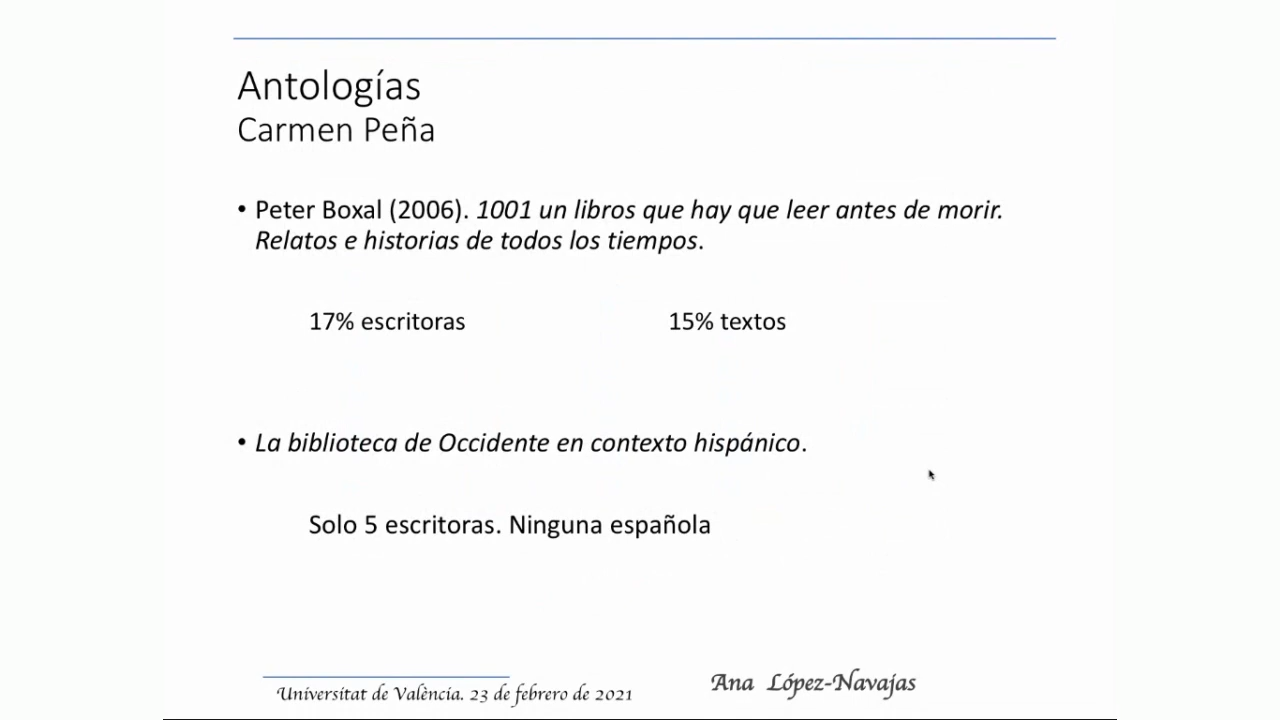 Antologías
Carmen Peña
• Peter Boxal (2006). 1001 un libros que hay que leer antes de morir.
Relatos e historias de todos los tiempos.
17% escritoras 15% textos
• La biblioteca de Occidente en contexto hispánico.
Solo 5 escritoras. Ninguna española
Universitat de València. 23 de febrero de 2021
Ana López-Navajas